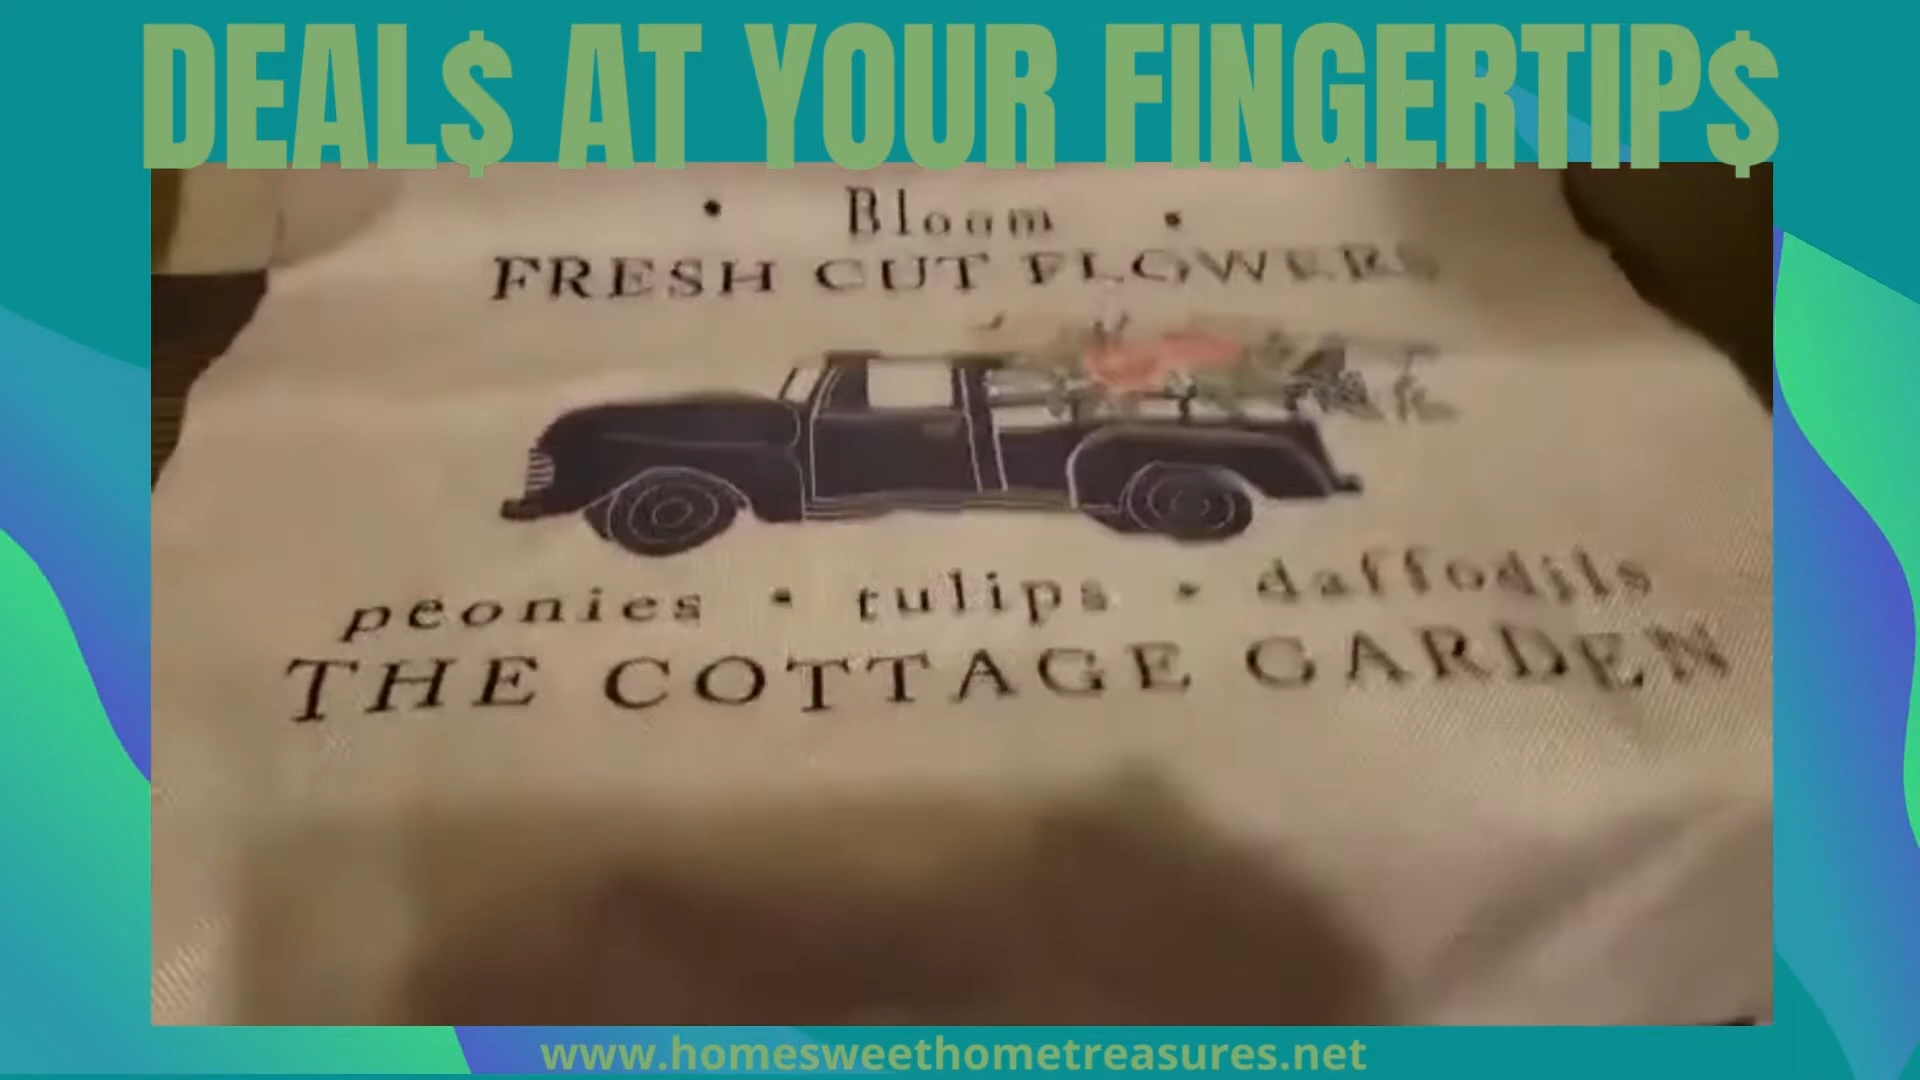 DEAL$ AT YOUR FINGERTIP$
• Bloom •
FRESH CUT FLOWERS
peonies • tulips • daffodils
THE COTTAGE GARDEN
www.homesweethometreasures.net